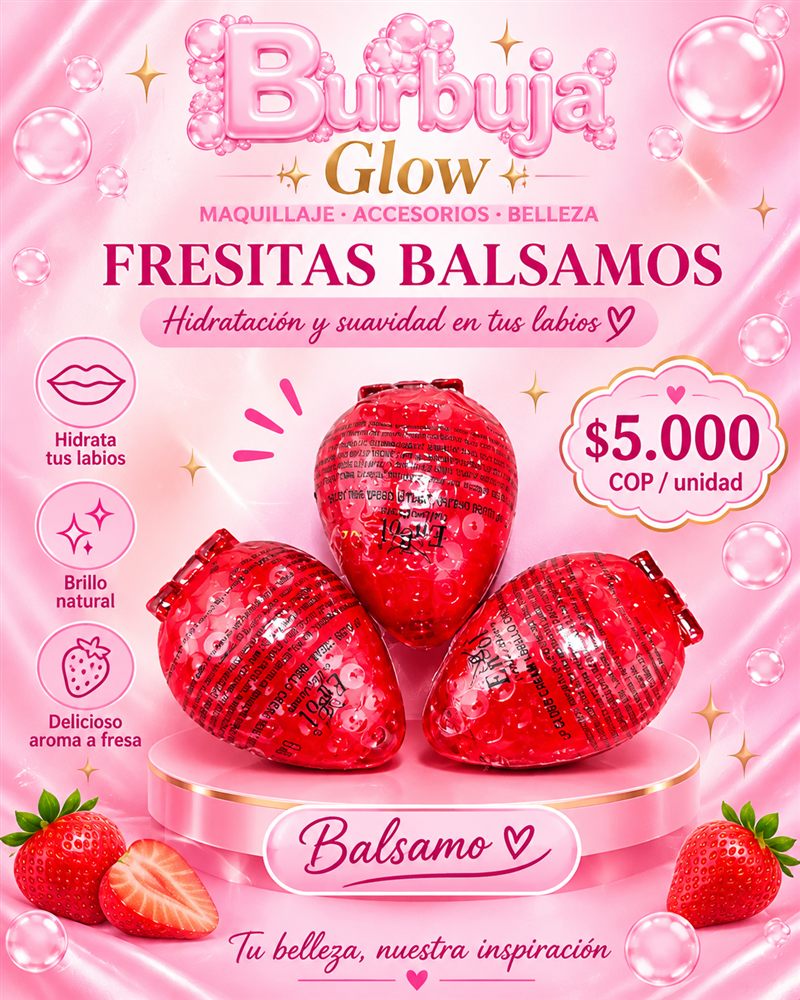 Burbuja
Glow
MAQUILLAJE · ACCESORIOS · BELLEZA
FRESITAS BALSAMOS
Hidratación y suavidad en tus labios
Hidrata
tus labios
Brillo
natural
Delicioso
aroma a fresa
$5.000
COP / unidad
Balsamo
Tu belleza, nuestra inspiración